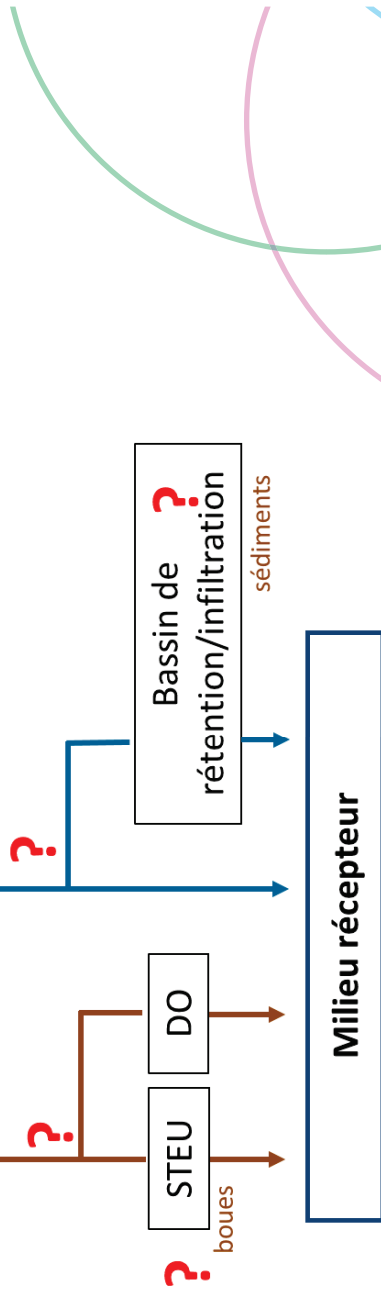 ?
?
?
STEU
boues
DO
Bassin de ?
rétention/infiltration
sédiments
Milieu récepteur